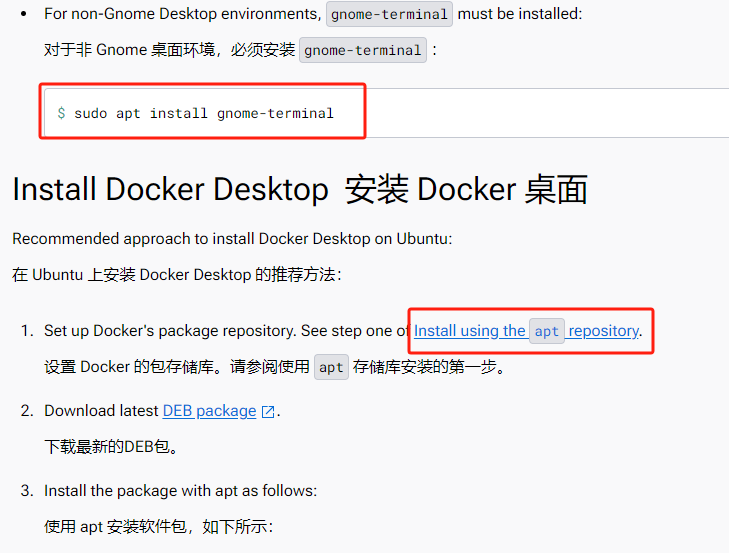 For non-Gnome Desktop environments, gnome-terminal must be installed:
对于非 Gnome 桌面环境，必须安装 gnome-terminal ：
$ sudo apt install gnome-terminal
Install Docker Desktop 安装 Docker 桌面
Recommended approach to install Docker Desktop on Ubuntu:
在 Ubuntu 上安装 Docker Desktop 的推荐方法：
1. Set up Docker's package repository. See step one of Install using the apt repository.
设置 Docker 的包存储库。请参阅使用 apt 存储库安装的第一步。
2. Download latest DEB package.
下载最新的DEB包。
3. Install the package with apt as follows:
使用 apt 安装软件包，如下所示：